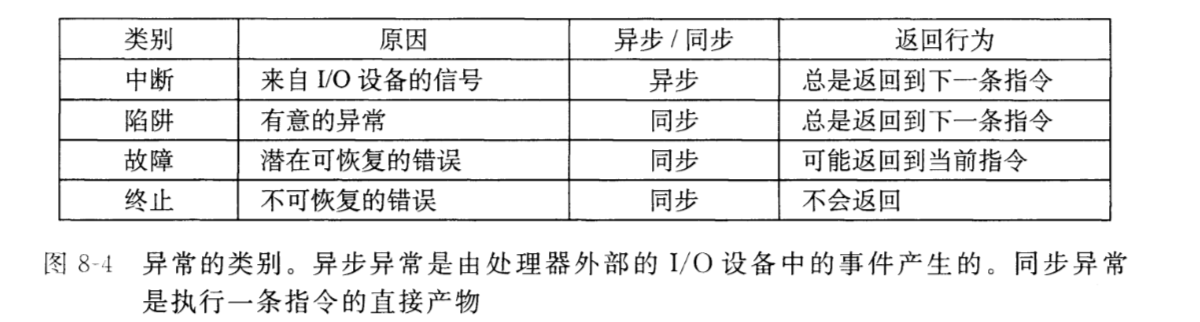 类别 原因 异步/同步 返回行为
中断 来自 I/O 设备的信号 异步 总是返回到下一条指令
陷阱 有意的异常 同步 总是返回到下一条指令
故障 潜在可恢复的错误 同步 可能返回到当前指令
终止 不可恢复的错误 同步 不会返回
图 8-4 异常的类别。异步异常是由处理器外部的 I/O 设备中的事件产生的。同步异常
是执行一条指令的直接产物